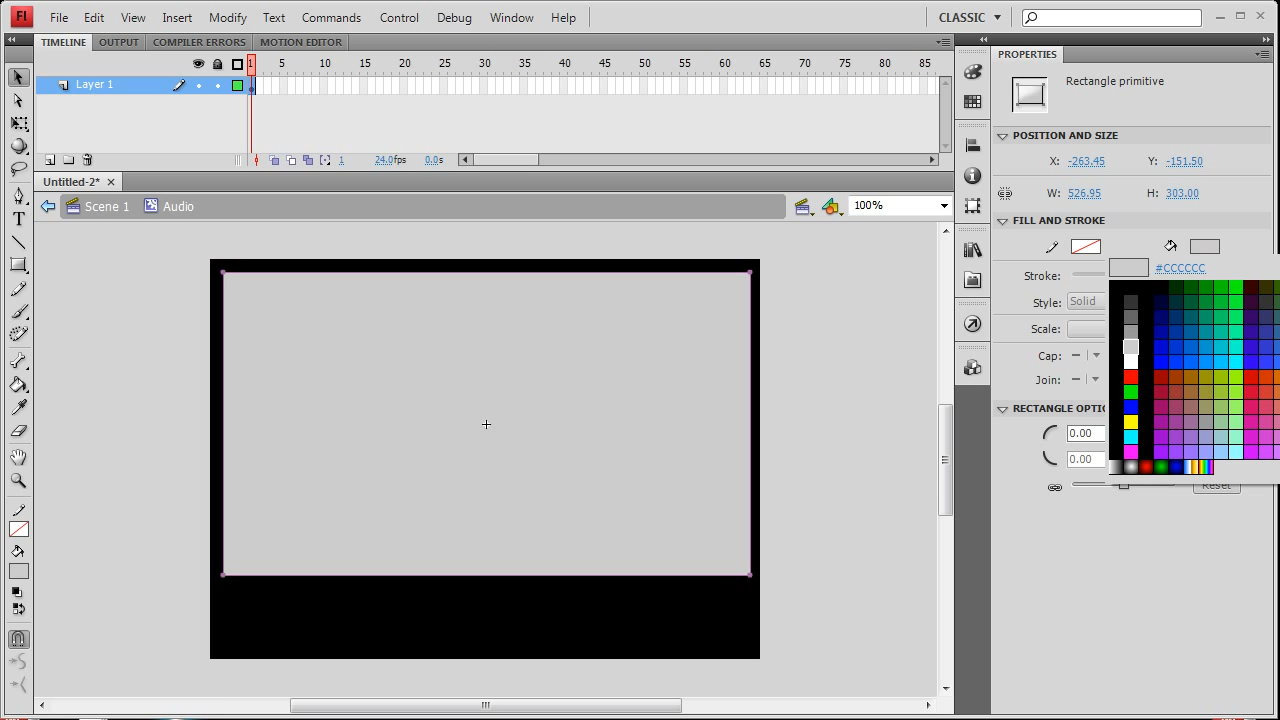 Fl File Edit View Insert Modify Text Commands Control Debug Window Help CLASSIC
TIMELINE OUTPUT COMPILER ERRORS MOTION EDITOR PROPERTIES
1 10 15 20 25 30 35 40 45 50 55 60 65 70 75 80 85
Layer 1
Rectangle primitive
POSITION AND SIZE
X: -263.45 Y: -151.50
1 24.0fps 0.0s
Untitled-2*
W: 526.95 H: 303.00
Scene 1 Audio 100%
FILL AND STROKE
Stroke: #CCCCCC
Style: Solid
Scale:
Cap:
Join:
RECTANGLE OPTIO
0.00
0.00
Reset